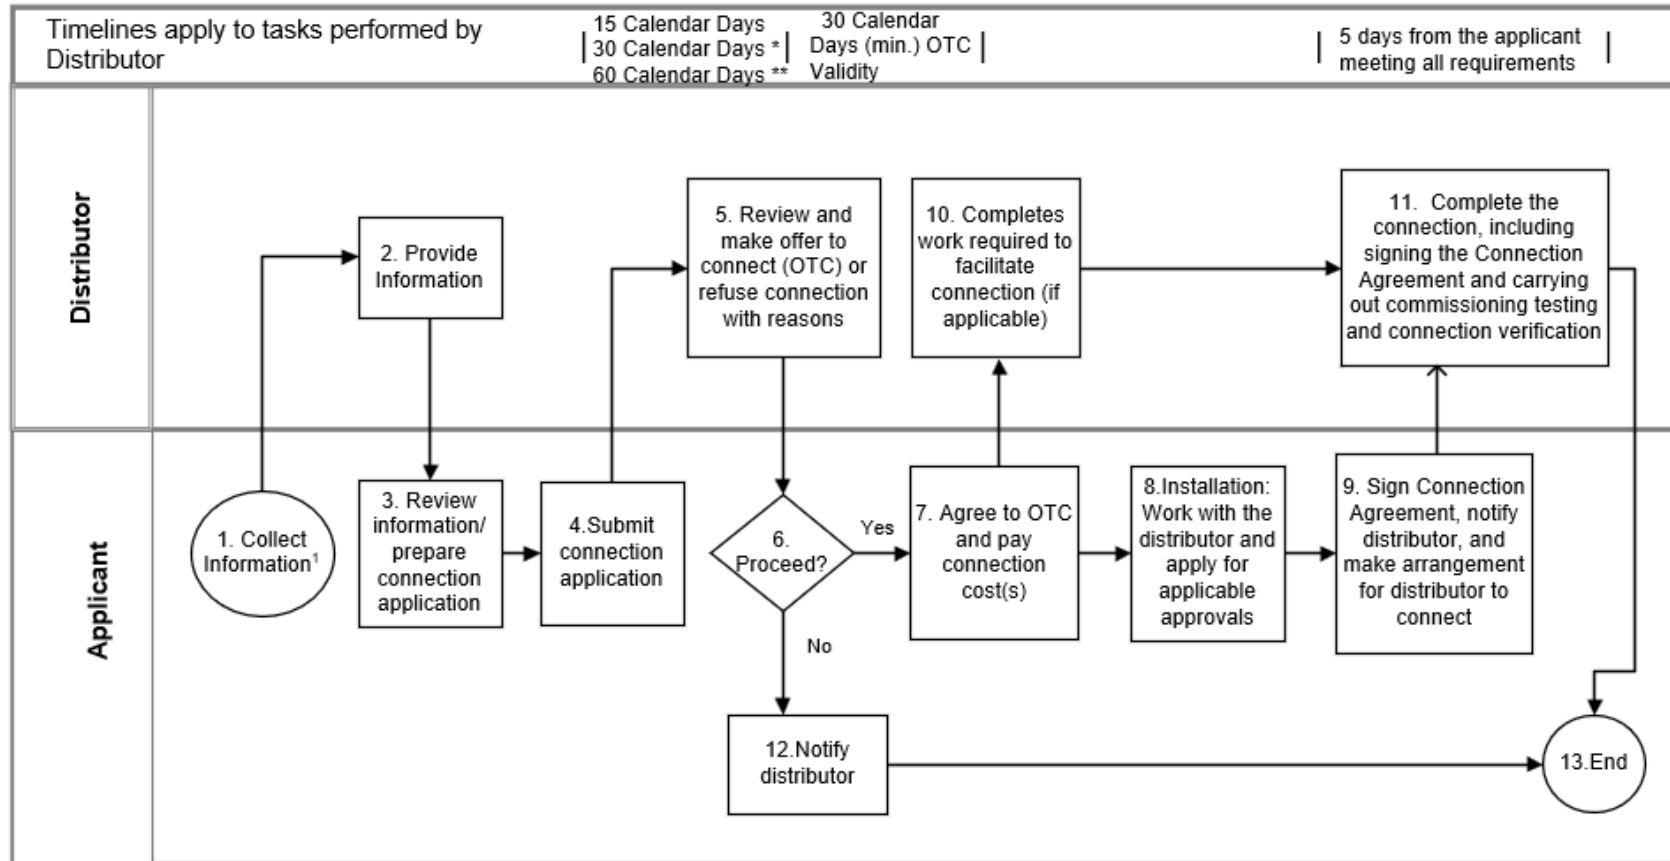 Timelines apply to tasks performed by
Distributor
15 Calendar Days
30 Calendar Days *
60 Calendar Days **
30 Calendar
Days (min.) OTC
Validity
5 days from the applicant
meeting all requirements
Distributor
2. Provide
Information
5. Review and
make offer to
connect (OTC) or
refuse connection
with reasons
10. Completes
work required to
facilitate
connection (if
applicable)
11. Complete the
connection, including
signing the Connection
Agreement and carrying
out commissioning testing
and connection verification
Applicant
1. Collect
Information¹
3. Review
information/
prepare
connection
application
4.Submit
connection
application
6.
Proceed?
Yes
No
7. Agree to OTC
and pay
connection
cost(s)
8.Installation:
Work with the
distributor and
apply for
applicable
approvals
9. Sign Connection
Agreement, notify
distributor, and
make arrangement
for distributor to
connect
12.Notify
distributor
13.End